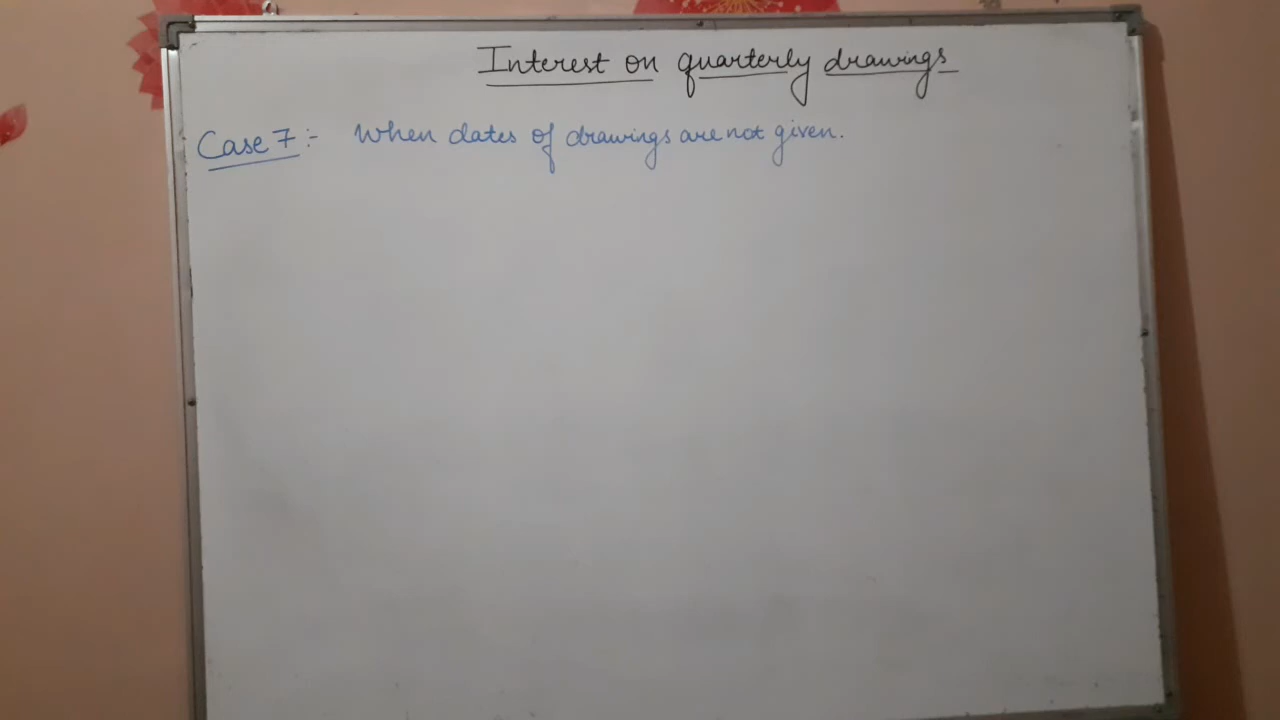 Interest on quarterly drawings
Case 7:- When dates of drawings are not given.